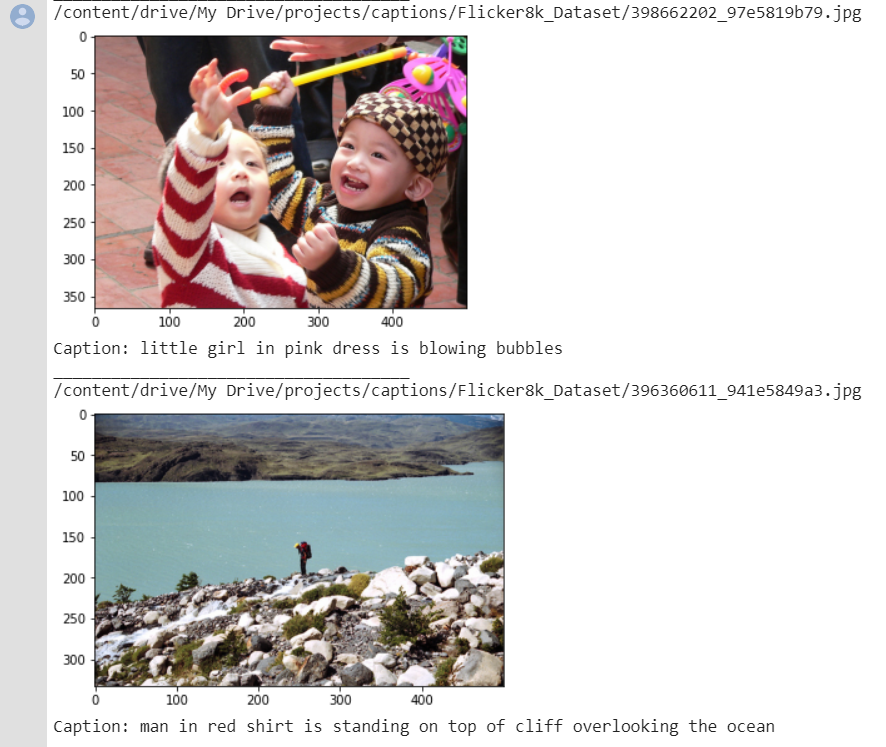 /content/drive/My Drive/projects/captions/Flicker8k_Dataset/398662202_97e5819b79.jpg
0
50
100
150
200
250
300
350
0 100 200 300 400
Caption: little girl in pink dress is blowing bubbles
/content/drive/My Drive/projects/captions/Flicker8k_Dataset/396360611_941e5849a3.jpg
0
50
100
150
200
250
300
0 100 200 300 400
Caption: man in red shirt is standing on top of cliff overlooking the ocean